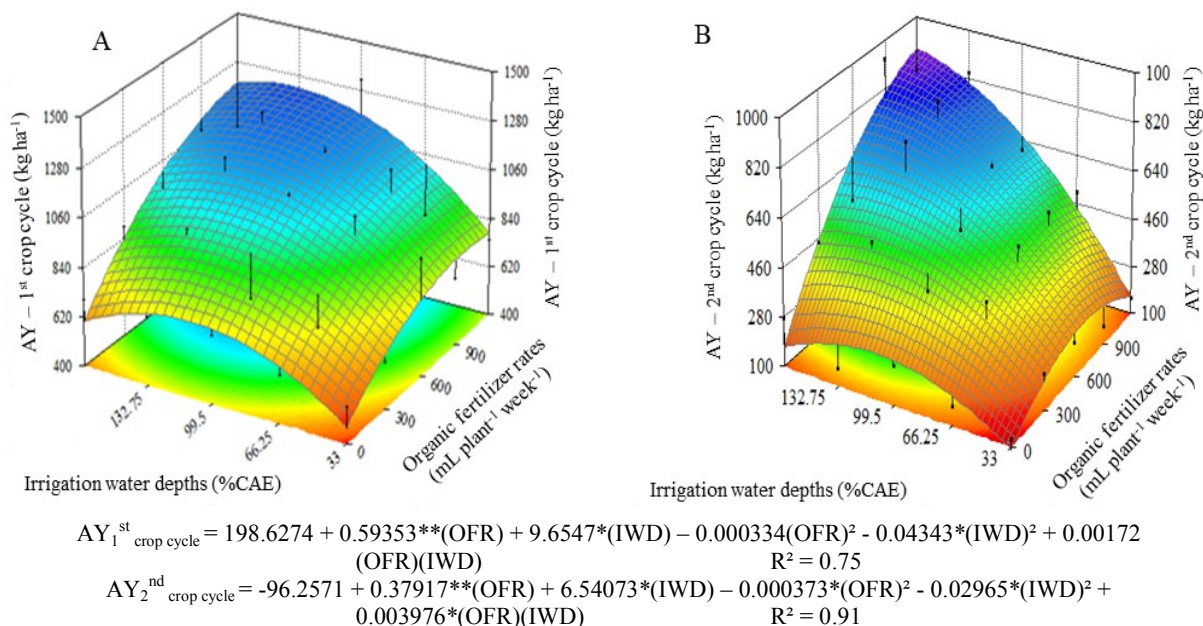 A
1500
1280
1060
840
620
400
AY – 1st crop cycle (kg ha-1)
1500
1280
1060
840
620
400
AY – 1st crop cycle (kg ha-1)
132.75
99.5
66.25
33
0
300
600
900
Organic fertilizer rates
(mL plant-1 week-1)
Irrigation water depths (%CAE)
B
1000
820
640
460
280
100
AY – 2nd crop cycle (kg ha-1)
100
820
640
460
280
100
AY – 2nd crop cycle (kg ha-1)
132.75
99.5
66.25
33
0
300
600
900
Organic fertilizer rates
(mL plant-1 week-1)
Irrigation water depths (%CAE)
AY1st crop cycle = 198.6274 + 0.59353**(OFR) + 9.6547*(IWD) – 0.000334(OFR)² - 0.04343*(IWD)² + 0.00172
(OFR)(IWD) R² = 0.75
AY2nd crop cycle = -96.2571 + 0.37917**(OFR) + 6.54073*(IWD) – 0.000373*(OFR)² - 0.02965*(IWD)² +
0.003976*(OFR)(IWD) R² = 0.91